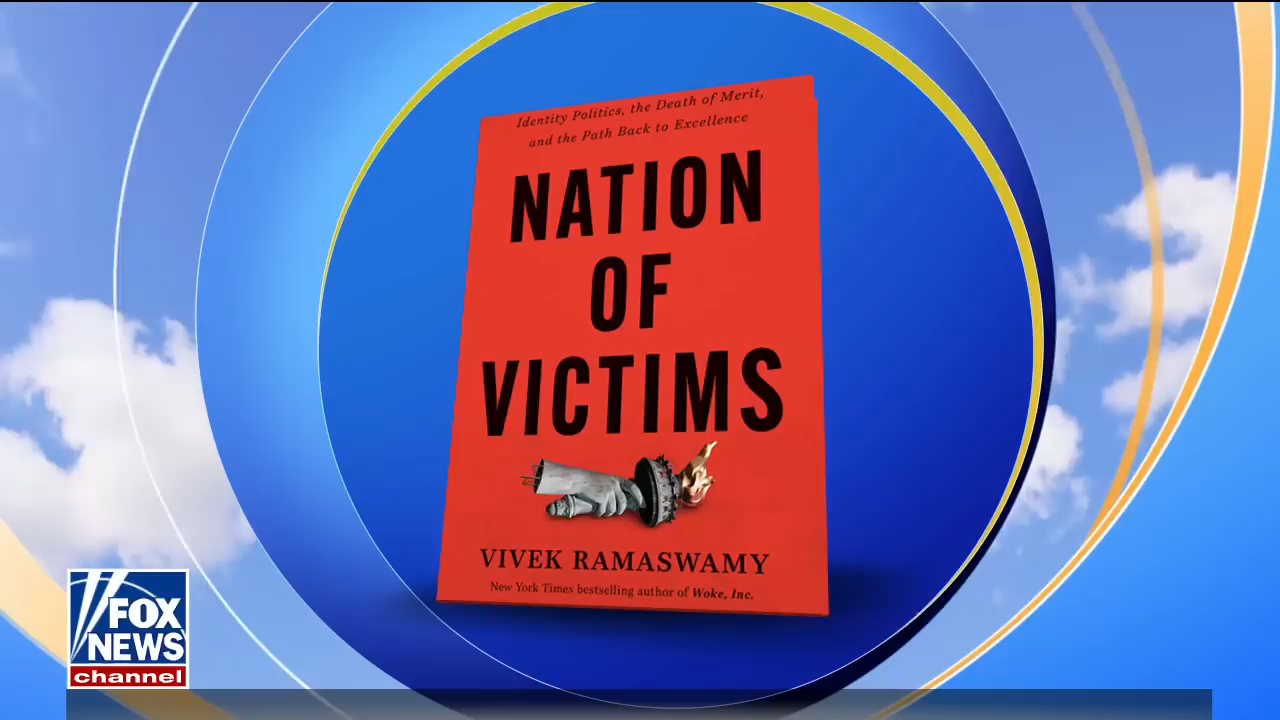 Identity Politics, the Death of Merit,
and the Path Back to Excellence
NATION
OF
VICTIMS
VIVEK RAMASWAMY
New York Times bestselling author of Woke, Inc.
FOX
NEWS
channel